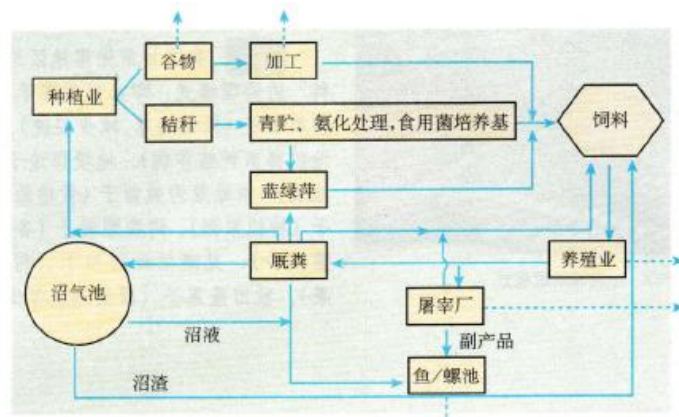 谷物
加工
种植业
秸秆
青贮、氨化处理,食用菌培养基
饲料
蓝绿萍
厩粪
养殖业
沼气池
屠宰厂
沼液
副产品
沼渣
鱼/螺池